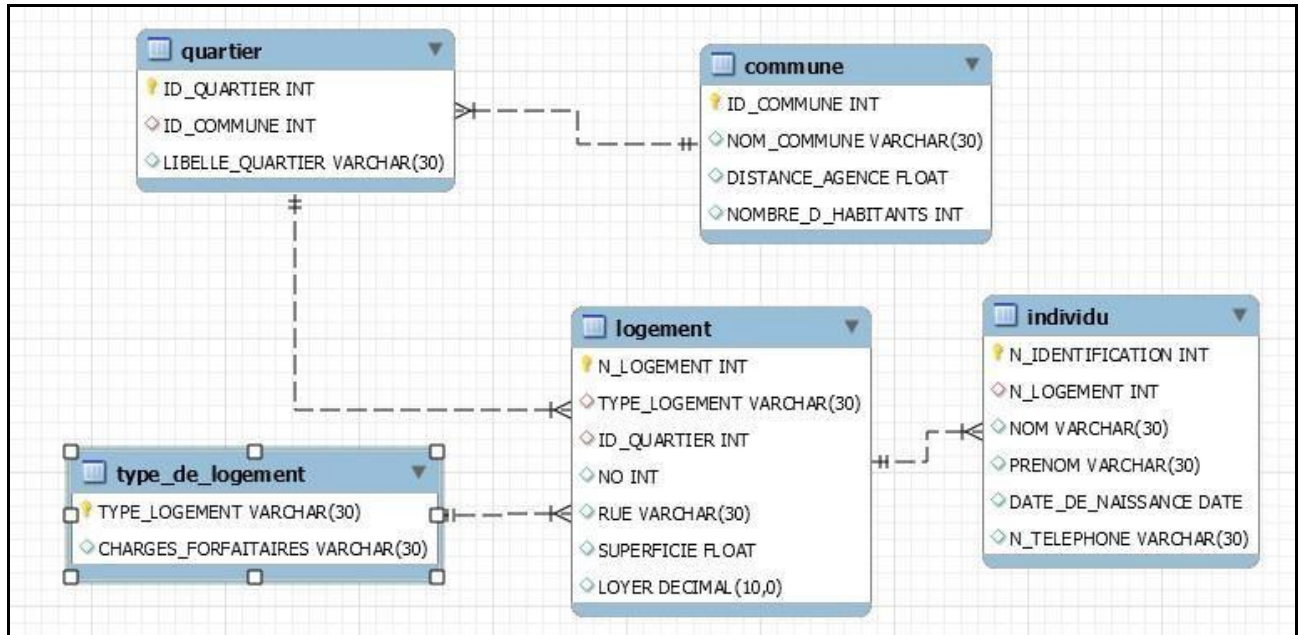 quartier
ID_QUARTIER INT
ID_COMMUNE INT
LIBELLE_QUARTIER VARCHAR(30)
commune
ID_COMMUNE INT
NOM_COMMUNE VARCHAR(30)
DISTANCE_AGENCE FLOAT
NOMBRE_D_HABITANTS INT
logement
N_LOGEMENT INT
TYPE_LOGEMENT VARCHAR(30)
ID_QUARTIER INT
NO INT
RUE VARCHAR(30)
SUPERFICIE FLOAT
LOYER DECIMAL(10,0)
individu
N_IDENTIFICATION INT
N_LOGEMENT INT
NOM VARCHAR(30)
PRENOM VARCHAR(30)
DATE_DE_NAISSANCE DATE
N_TELEPHONE VARCHAR(30)
type_de_logement
TYPE_LOGEMENT VARCHAR(30)
CHARGES_FORFAITAIRES VARCHAR(30)